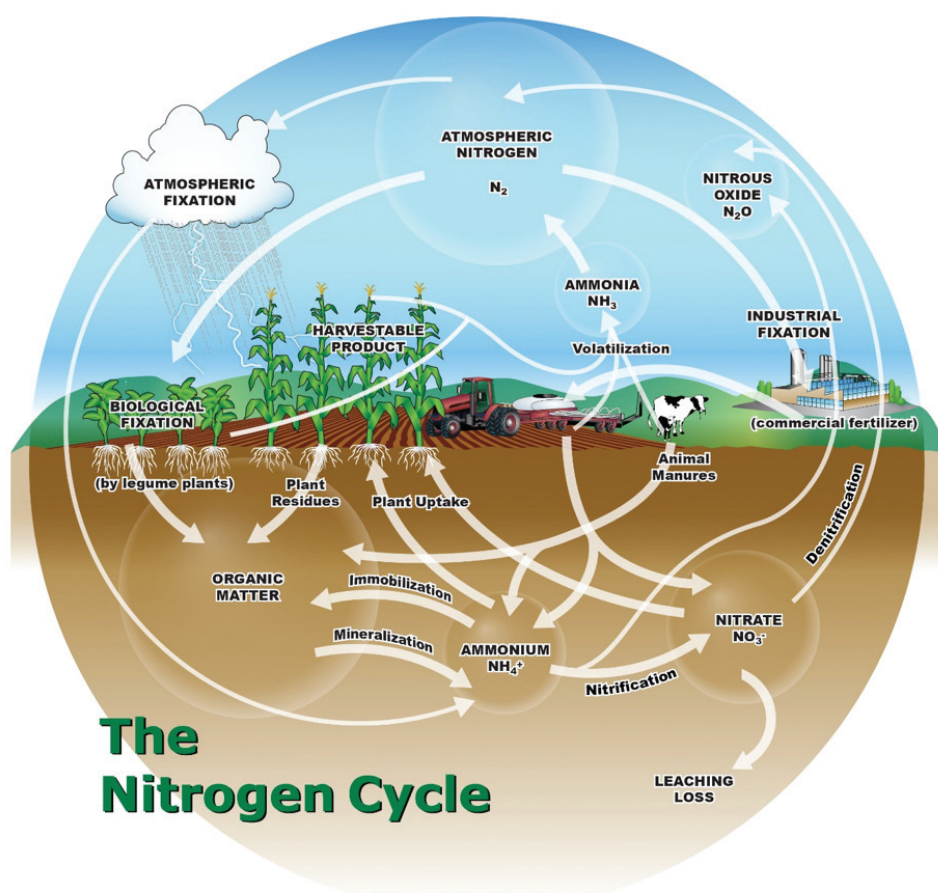 ATMOSPHERIC
NITROGEN
N₂
ATMOSPHERIC
FIXATION
NITROUS
OXIDE
N₂O
AMMONIA
NH₃
INDUSTRIAL
FIXATION
HARVESTABLE
PRODUCT
Volatilization
BIOLOGICAL
FIXATION
(commercial fertilizer)
(by legume plants)
Plant
Residues
Plant Uptake
Animal
Manures
Denitrification
ORGANIC
MATTER
Immobilization
Mineralization
AMMONIUM
NH₄⁺
NITRATE
NO₃⁻
Nitrification
The
Nitrogen Cycle
LEACHING
LOSS